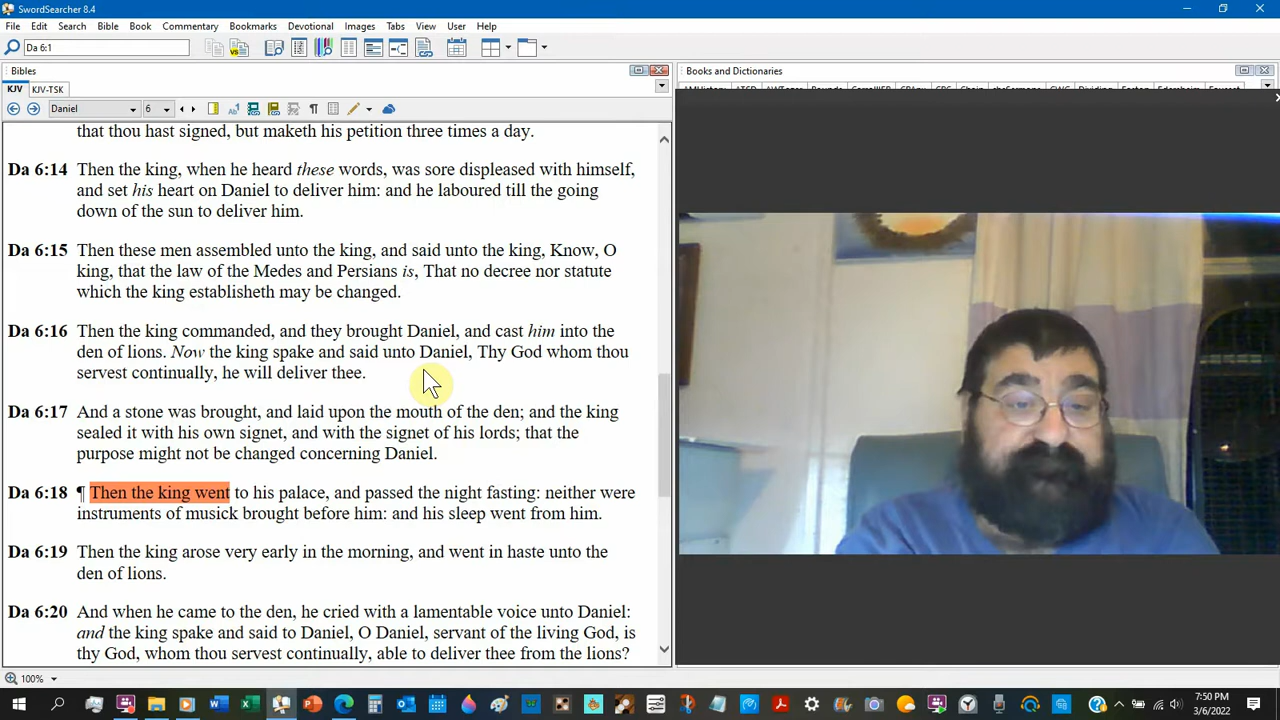 SwordSearcher 8.4
File Edit Search Bible Book Commentary Bookmarks Devotional Images Tabs View User Help
Da 6:1
Bibles
Books and Dictionaries
KJV KJV-TSK
Daniel 6
that thou hast signed, but maketh his petition three times a day.
Da 6:14 Then the king, when he heard these words, was sore displeased with himself,
and set his heart on Daniel to deliver him: and he laboured till the going
down of the sun to deliver him.
Da 6:15 Then these men assembled unto the king, and said unto the king, Know, O
king, that the law of the Medes and Persians is, That no decree nor statute
which the king establisheth may be changed.
Da 6:16 Then the king commanded, and they brought Daniel, and cast him into the
den of lions. Now the king spake and said unto Daniel, Thy God whom thou
servest continually, he will deliver thee.
Da 6:17 And a stone was brought, and laid upon the mouth of the den; and the king
sealed it with his own signet, and with the signet of his lords; that the
purpose might not be changed concerning Daniel.
Da 6:18 ¶ Then the king went to his palace, and passed the night fasting: neither were
instruments of musick brought before him: and his sleep went from him.
Da 6:19 Then the king arose very early in the morning, and went in haste unto the
den of lions.
Da 6:20 And when he came to the den, he cried with a lamentable voice unto Daniel:
and the king spake and said to Daniel, O Daniel, servant of the living God, is
thy God, whom thou servest continually, able to deliver thee from the lions?
100%
7:50 PM
3/6/2022